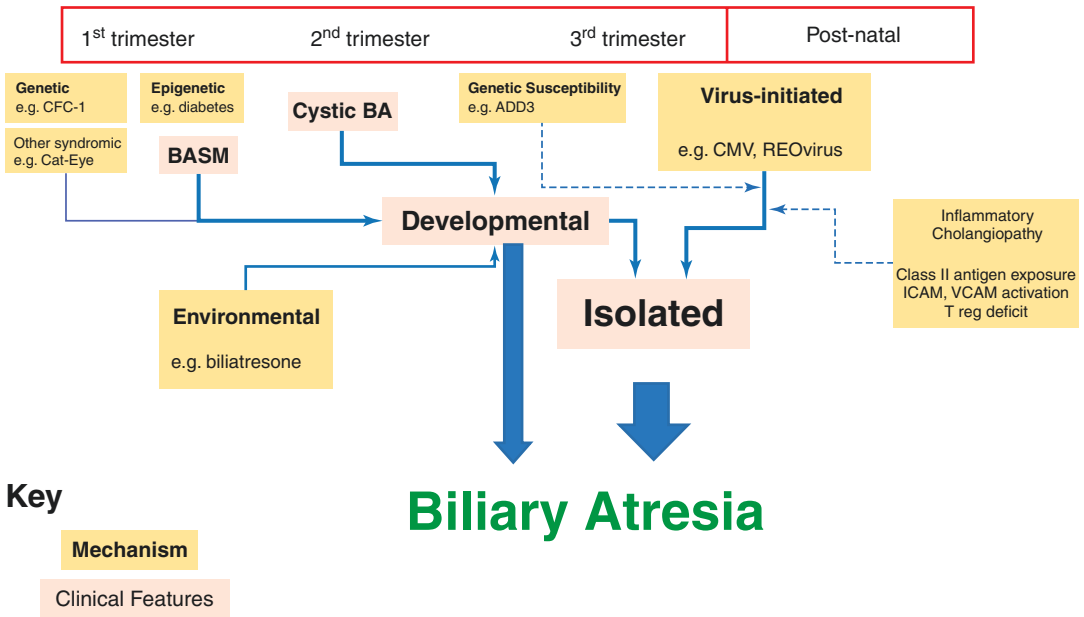 1st trimester
2nd trimester
3rd trimester
Post-natal
Genetic
e.g. CFC-1
Epigenetic
e.g. diabetes
Cystic BA
Genetic Susceptibility
e.g. ADD3
Virus-initiated
e.g. CMV, REOvirus
Other syndromic
e.g. Cat-Eye
BASM
Developmental
Inflammatory
Cholangiopathy
Class II antigen exposure
ICAM, VCAM activation
T reg deficit
Environmental
e.g. biliatresone
Isolated
Biliary Atresia
Key
Mechanism
Clinical Features